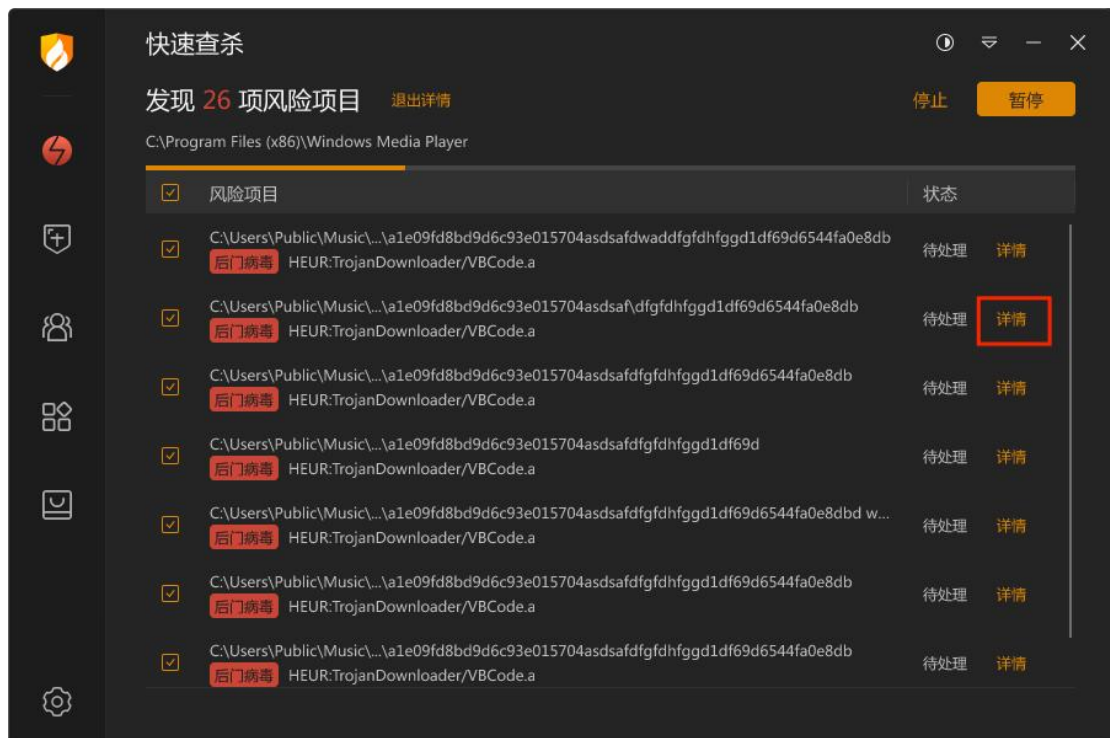 快速查杀
发现 26 项风险项目 退出详情 停止 暂停
C:\Program Files (x86)\Windows Media Player
风险项目 状态
C:\Users\Public\Music\...\a1e09fd8bd9d6c93e015704asdsafdwaddfgfdhfggd1df69d6544fa0e8db
后门病毒 HEUR:TrojanDownloader/VBCode.a 待处理 详情
C:\Users\Public\Music\...\a1e09fd8bd9d6c93e015704asdsaf\dfgfdhfggd1df69d6544fa0e8db
后门病毒 HEUR:TrojanDownloader/VBCode.a 待处理 详情
C:\Users\Public\Music\...\a1e09fd8bd9d6c93e015704asdsafdfgfdhfggd1df69d6544fa0e8db
后门病毒 HEUR:TrojanDownloader/VBCode.a 待处理 详情
C:\Users\Public\Music\...\a1e09fd8bd9d6c93e015704asdsafdfgfdhfggd1df69d
后门病毒 HEUR:TrojanDownloader/VBCode.a 待处理 详情
C:\Users\Public\Music\...\a1e09fd8bd9d6c93e015704asdsafdfgfdhfggd1df69d6544fa0e8dbd w...
后门病毒 HEUR:TrojanDownloader/VBCode.a 待处理 详情
C:\Users\Public\Music\...\a1e09fd8bd9d6c93e015704asdsafdfgfdhfggd1df69d6544fa0e8db
后门病毒 HEUR:TrojanDownloader/VBCode.a 待处理 详情
C:\Users\Public\Music\...\a1e09fd8bd9d6c93e015704asdsafdfgfdhfggd1df69d6544fa0e8db
后门病毒 HEUR:TrojanDownloader/VBCode.a 待处理 详情